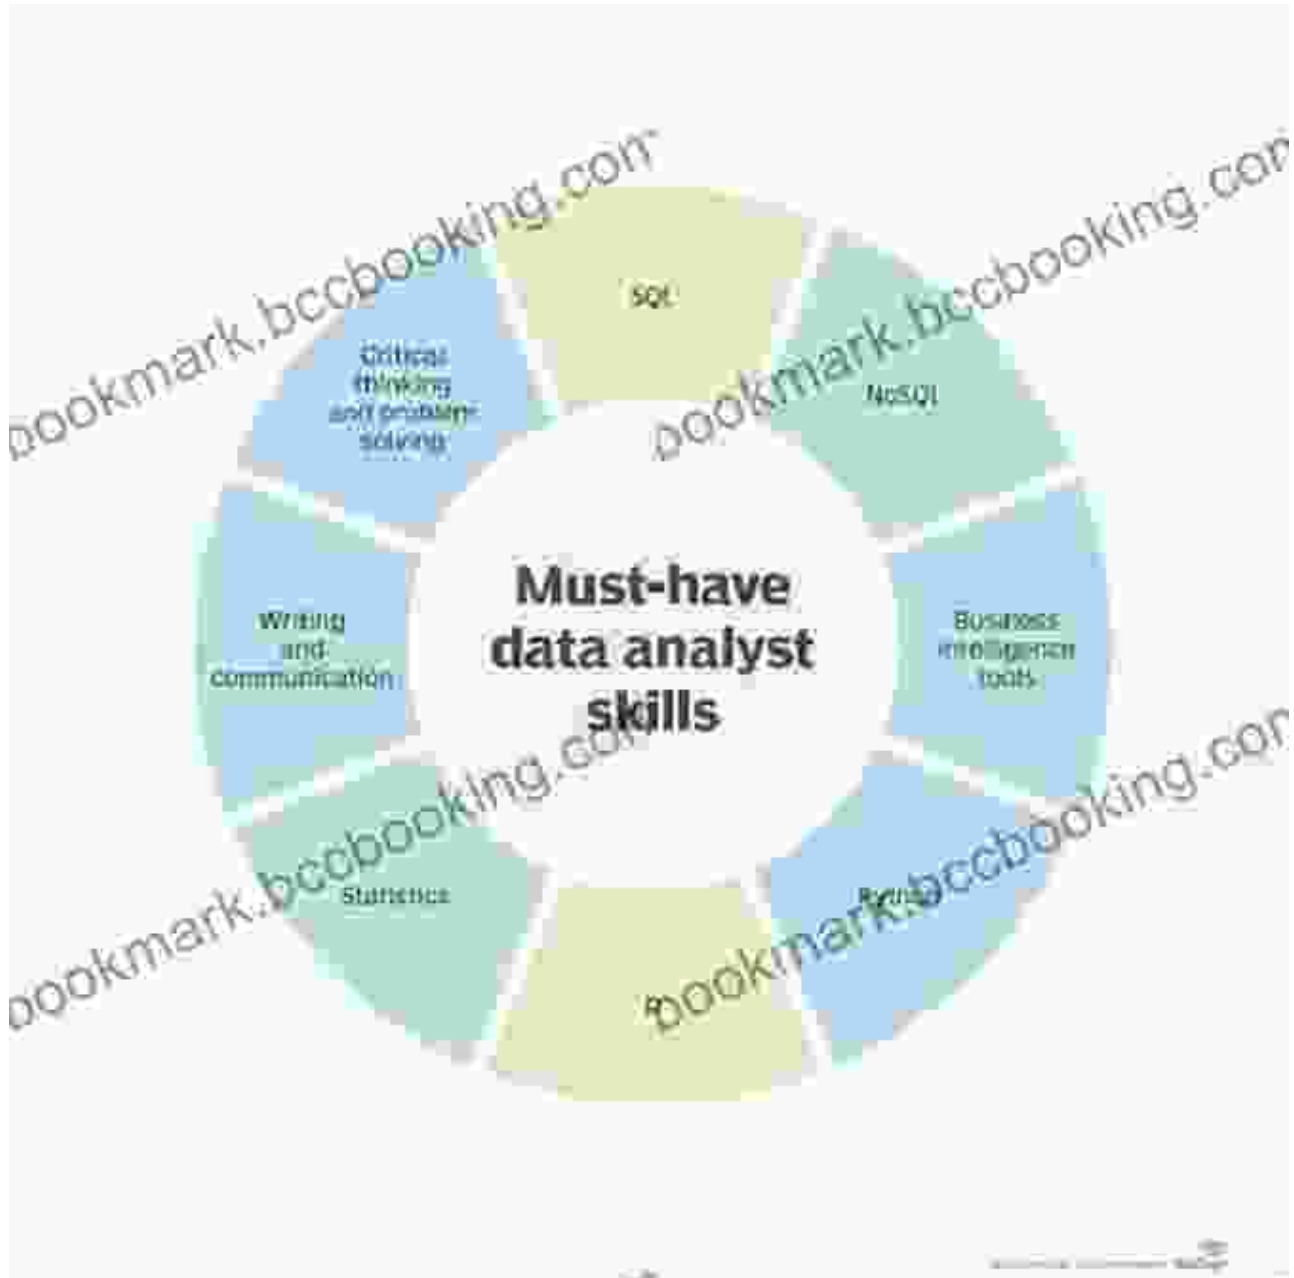 SQL
NoSQL
Business
intelligence
tools
Python
R
Statistics
Writing
and
communication
Critical
thinking
and problem
solving
Must-have
data analyst
skills
bookmark.bccbooking.com
bookmark.bccbooking.com
bookmark.bccbooking.com
bookmark.bccbooking.com